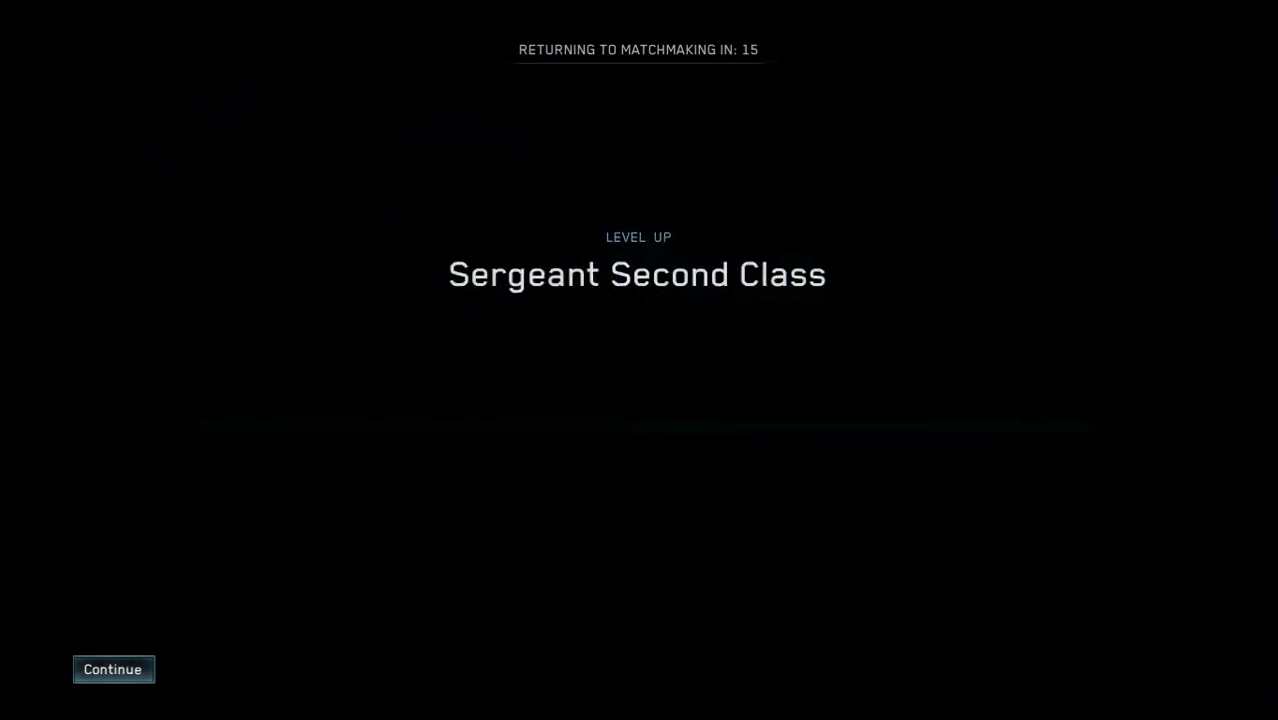 RETURNING TO MATCHMAKING IN: 15
LEVEL UP
Sergeant Second Class
Continue